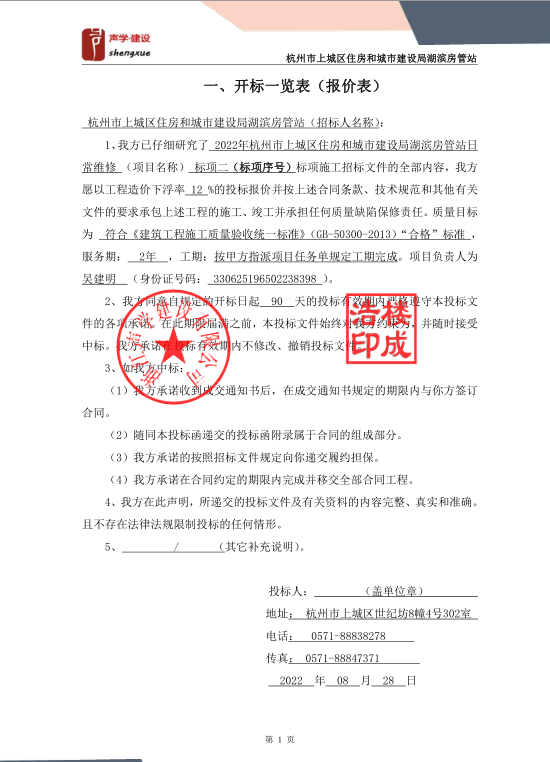 声学·建设
shengxue
杭州市上城区住房和城市建设局湖滨房管站
一、开标一览表（报价表）
杭州市上城区住房和城市建设局湖滨房管站（招标人名称）：
1、我方已仔细研究了 2022年杭州市上城区住房和城市建设局湖滨房管站日
常维修 （项目名称） 标项二（标项序号）标项施工招标文件的全部内容，我方
愿以工程造价下浮率 12 %的投标报价并按上述合同条款、技术规范和其他有关
文件的要求承包上述工程的施工、竣工并承担任何质量缺陷保修责任。质量目标
为 符合《建筑工程施工质量验收统一标准》（GB-50300-2013）“合格”标准 ，
服务期： 2年 ，工期：按甲方指派项目任务单规定工期完成。项目负责人为
吴建明 （身份证号码： 330625196502238398 ）。
2、我方同意自规定的开标日起 90 天的投标有效期内严格遵守本投标文
件的各项承诺。在此期限届满之前，本投标文件始终对我方约束力，并随时接受
中标。我方承诺在投标有效期内不修改、撤销投标文件。
3、如我方中标：
（1）我方承诺收到成交通知书后，在成交通知书规定的期限内与你方签订
合同。
（2）随同本投标函递交的投标函附录属于合同的组成部分。
（3）我方承诺的按照招标文件规定向你递交履约担保。
（4）我方承诺在合同约定的期限内完成并移交全部合同工程。
4、我方在此声明，所递交的投标文件及有关资料的内容完整、真实和准确。
且不存在法律法规限制投标的任何情形。
5、 / （其它补充说明）。
浙江声学建设有限公司
浩楼
印成
投标人： （盖单位章）
地址： 杭州市上城区世纪坊8幢4号302室
电话： 0571-88838278
传真： 0571-88847371
2022 年 08 月 28 日
第 1 页